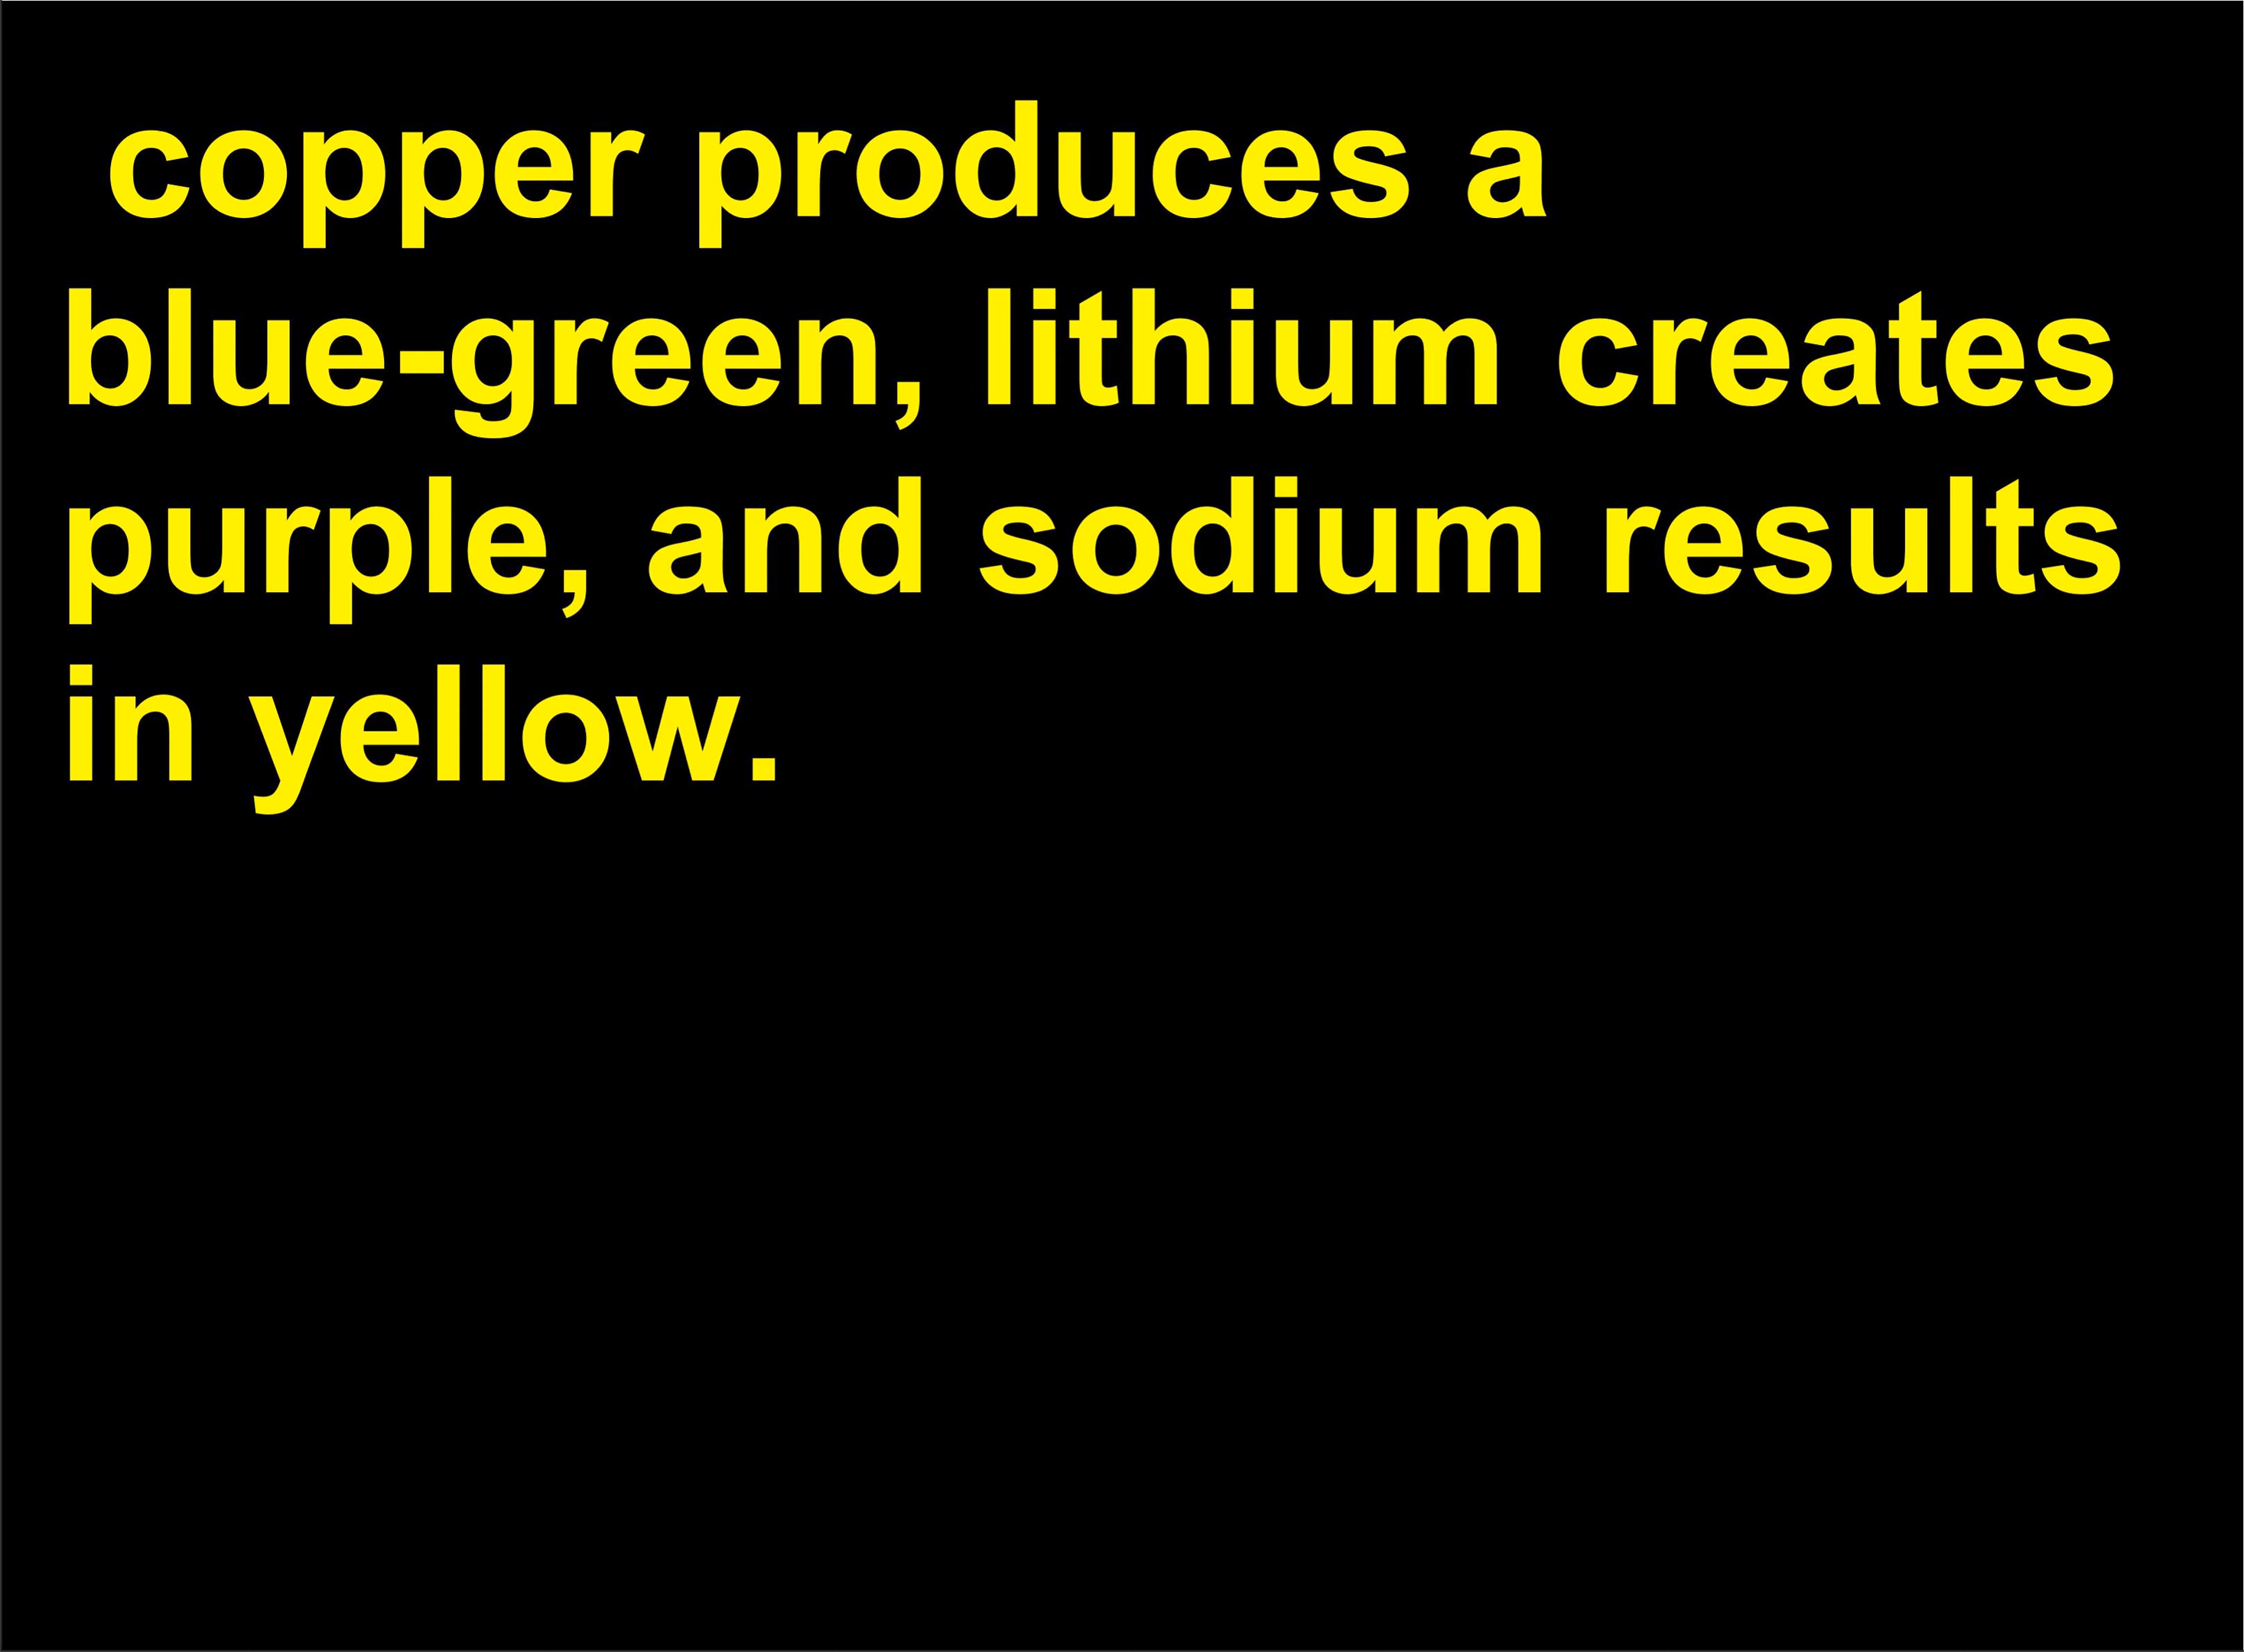 copper produces a
blue-green, lithium creates
purple, and sodium results
in yellow.